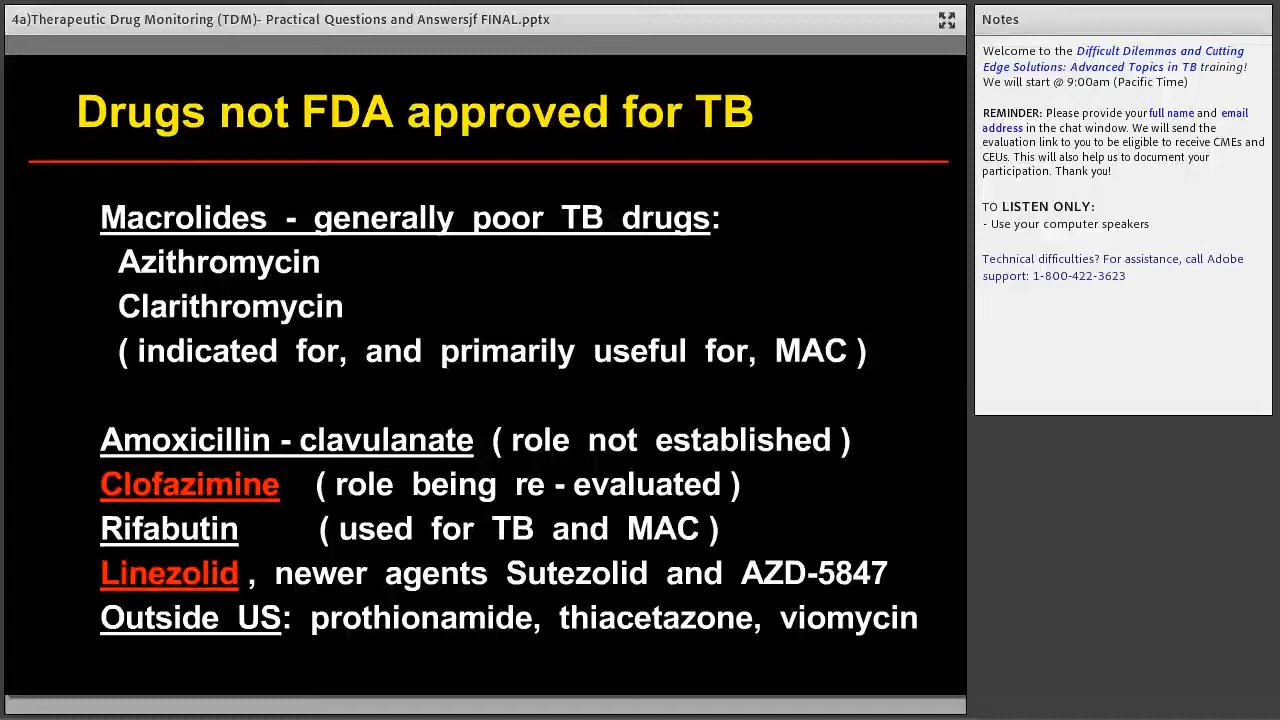 4a)Therapeutic Drug Monitoring (TDM)- Practical Questions and Answersjf FINAL.pptx
Drugs not FDA approved for TB
Macrolides - generally poor TB drugs:
Azithromycin
Clarithromycin
( indicated for, and primarily useful for, MAC )
Amoxicillin - clavulanate ( role not established )
Clofazimine ( role being re - evaluated )
Rifabutin ( used for TB and MAC )
Linezolid , newer agents Sutezolid and AZD-5847
Outside US: prothionamide, thiacetazone, viomycin
Notes
Welcome to the Difficult Dilemmas and Cutting
Edge Solutions: Advanced Topics in TB training!
We will start @ 9:00am (Pacific Time)
REMINDER: Please provide your full name and email
address in the chat window. We will send the
evaluation link to you to be eligible to receive CMEs and
CEUs. This will also help us to document your
participation. Thank you!
TO LISTEN ONLY:
- Use your computer speakers
Technical difficulties? For assistance, call Adobe
support: 1-800-422-3623